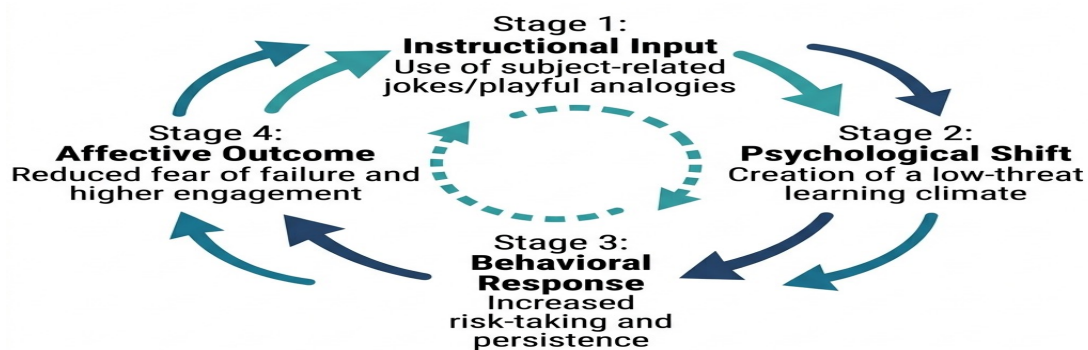 Stage 1:
Instructional Input
Use of subject-related
jokes/playful analogies
Stage 2:
Psychological Shift
Creation of a low-threat
learning climate
Stage 3:
Behavioral
Response
Increased
risk-taking and
persistence
Stage 4:
Affective Outcome
Reduced fear of failure and
higher engagement